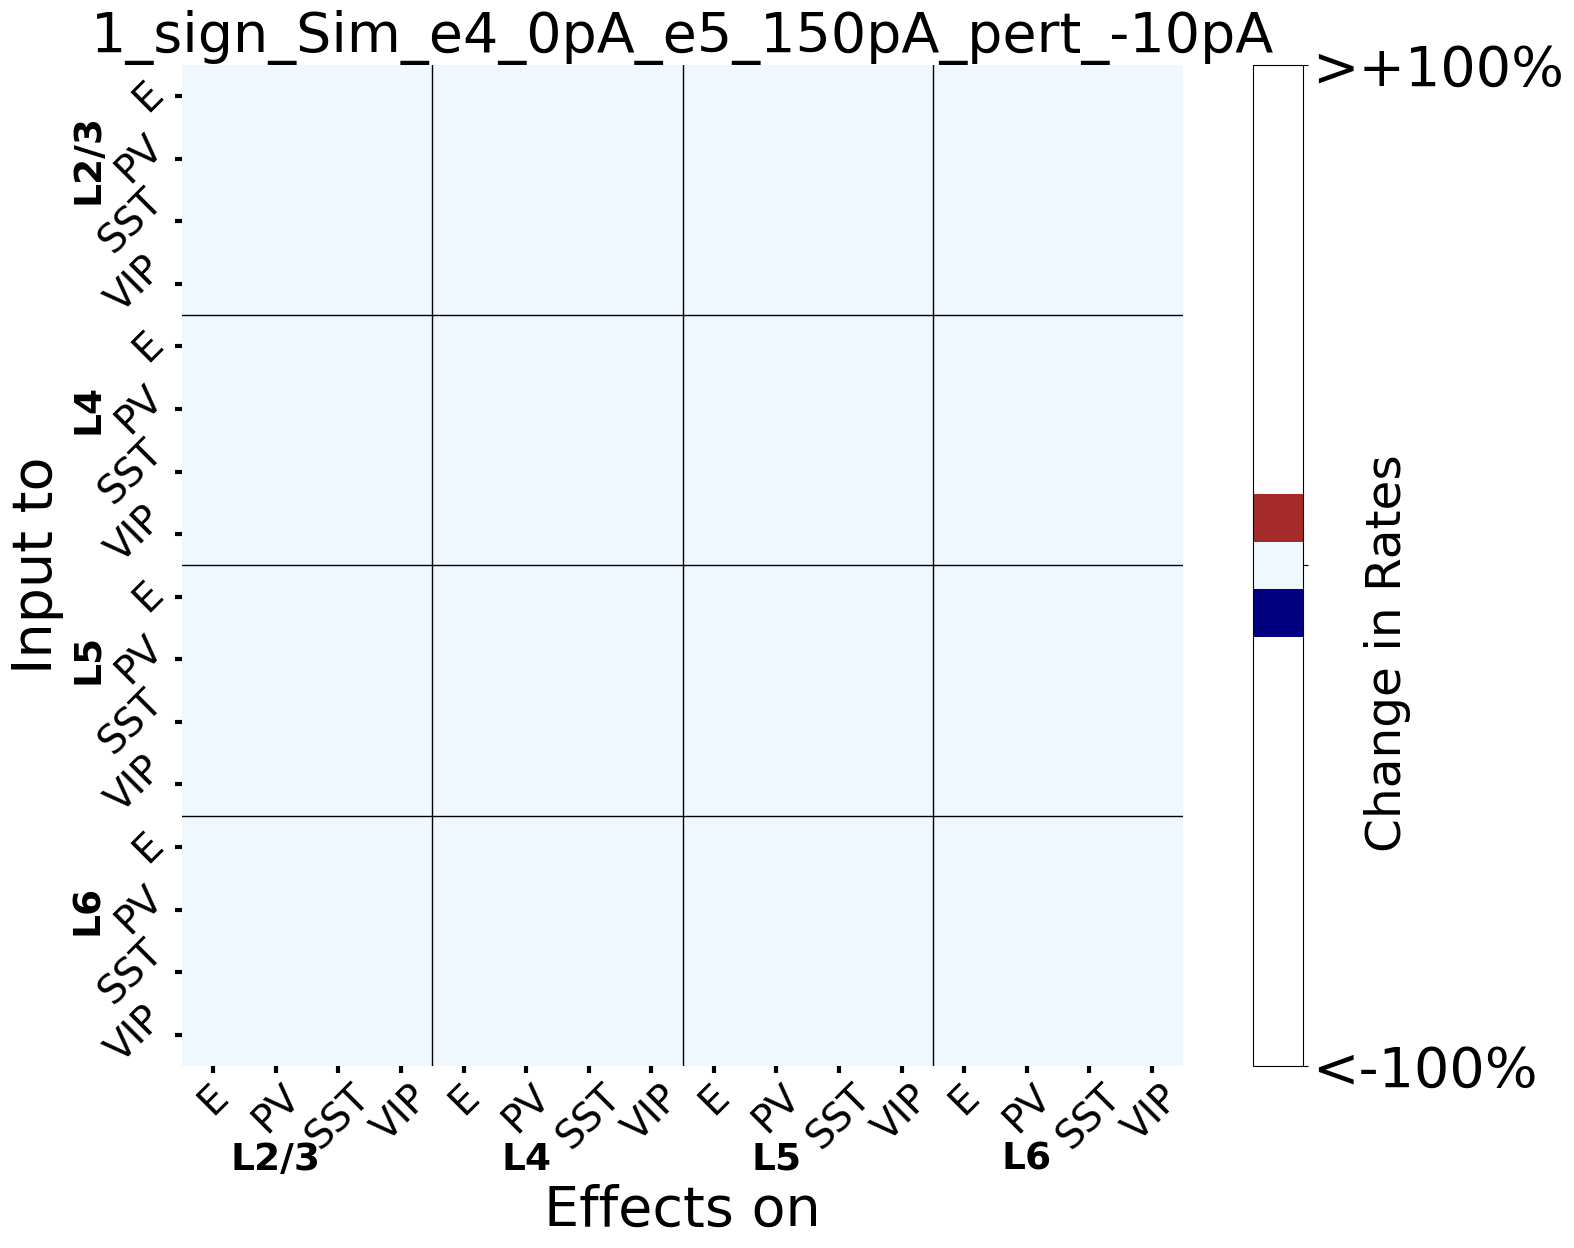 1_sign_Sim_e4_0pA_e5_150pA_pert_-10pA
Input to
L2/3
E
PV
SST
VIP
L4
E
PV
SST
VIP
L5
E
PV
SST
VIP
L6
E
PV
SST
VIP
E PV SST VIP E PV SST VIP E PV SST VIP E PV SST VIP
L2/3 L4 L5 L6
Effects on
>+100%
Change in Rates
<-100%